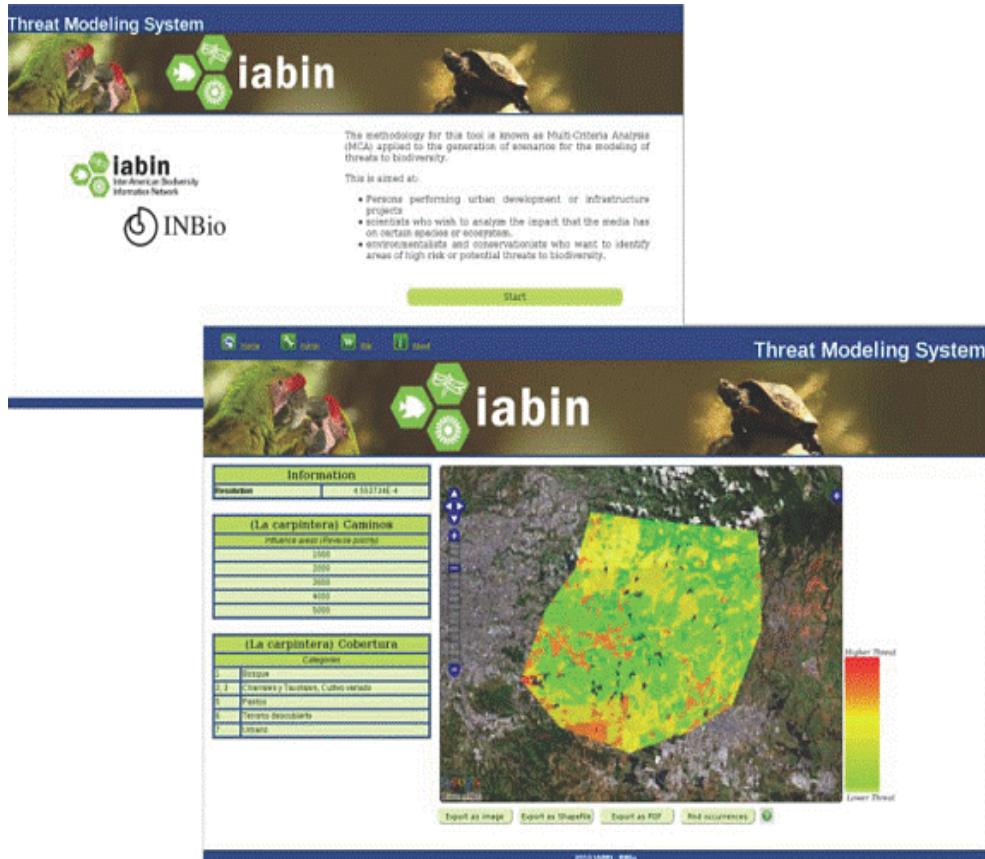 Threat Modeling System
iabin
iabin
Inter-American Biodiversity
Information Network
INBio
The methodology for this tool is known as Multi-Criteria Analysis
(MCA) applied to the generation of scenarios for the modeling of
threats to biodiversity.
This is aimed at:
• Persons performing urban development or infrastructure
projects
• scientists who wish to analyze the impact that the media has
on certain species or ecosystem.
• environmentalists and conservationists who want to identify
areas of high risk or potential threats to biodiversity.
Start
Threat Modeling System
iabin
Information
Resolution
(La carpintera) Caminos
Influence areas (Reverse priority)
1000
2000
3000
4000
5000
(La carpintera) Cobertura
Categories
1 Bosque
2, 3 Charrales y Tacotales, Cultivo variado
5 Pastos
6 Terreno descubierto
7 Urbano
Higher Threat
Lower Threat
Export as image
Export as Shapefile
Export as PDF
Find occurrences